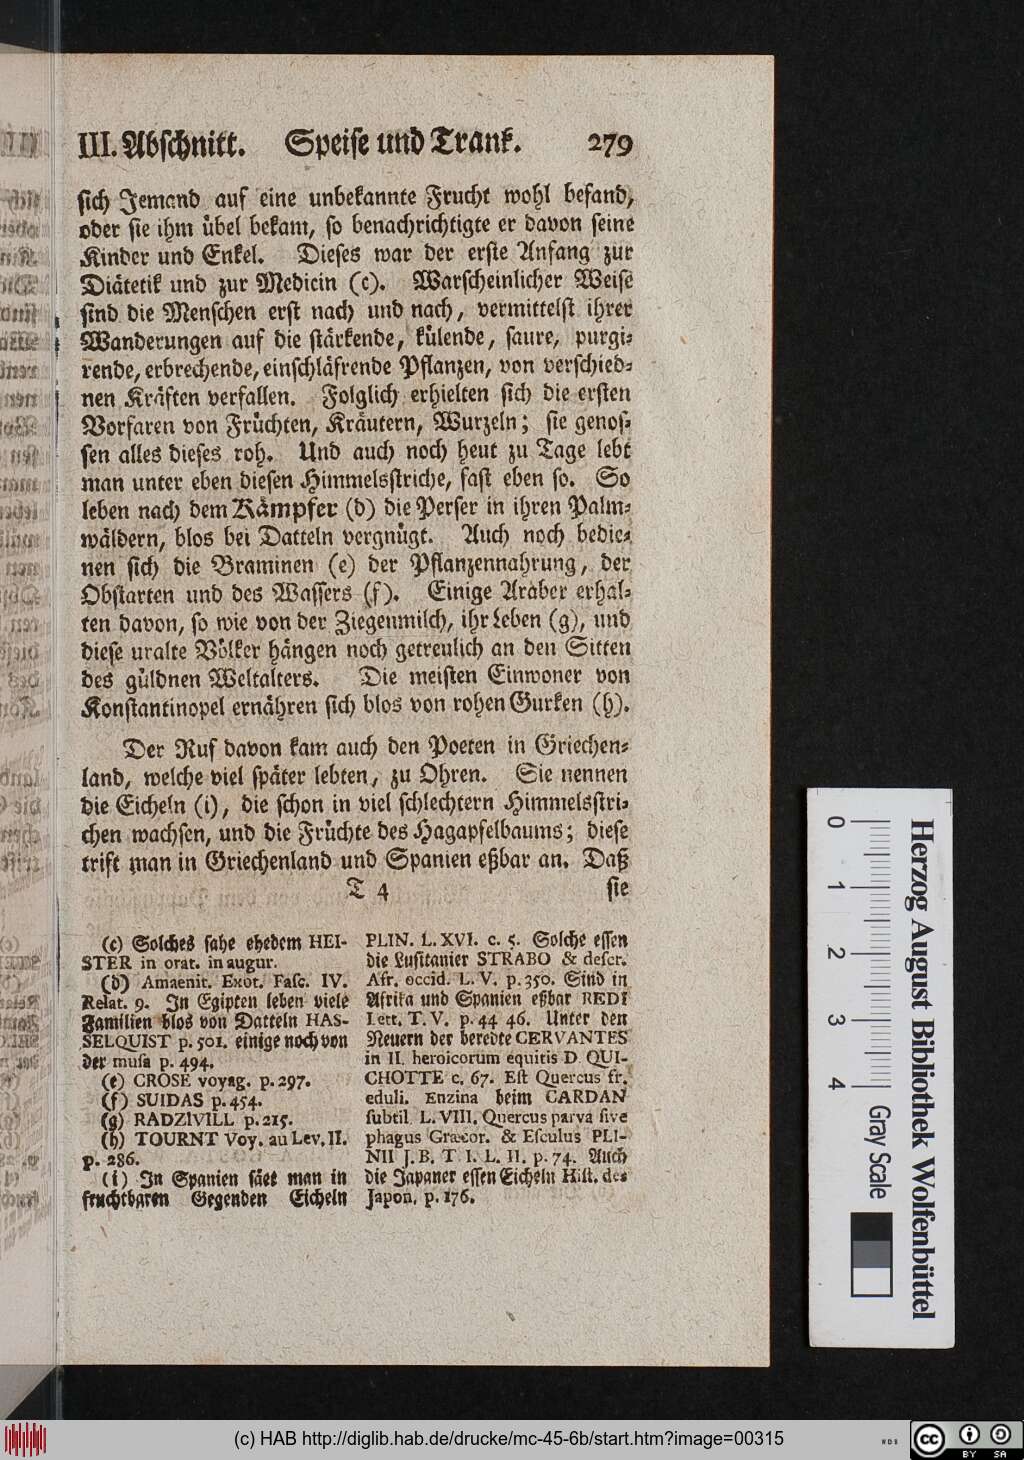 III. Abschnitt. Speise und Trank. 279
sich Jemand auf eine unbekannte Frucht wohl befand,
oder sie ihm übel bekam, so benachrichtigte er davon seine
Kinder und Enkel. Dieses war der erste Anfang zur
Diätetik und zur Medicin (c). Warscheinlicher Weise
sind die Menschen erst nach und nach, vermittelst ihrer
Wanderungen auf die stärkende, külende, saure, purgi-
rende, erbrechende, einschläfrende Pflanzen, von verschied-
nen Kräften verfallen. Folglich erhielten sich die ersten
Vorfaren von Früchten, Kräutern, Wurzeln; sie genos-
sen alles dieses roh. Und auch noch heut zu Tage lebt
man unter eben diesen Himmelsstriche, fast eben so. So
leben nach dem Kämpfer (d) die Perser in ihren Palm-
wäldern, blos bei Datteln vergnügt. Auch noch bedie-
nen sich die Braminen (e) der Pflanzennahrung, der
Obstarten und des Wassers (f). Einige Araber erhal-
ten davon, so wie von der Ziegenmilch, ihr Leben (g), und
diese uralte Völker hängen noch getreulich an den Sitten
des güldnen Weltalters. Die meisten Einwoner von
Konstantinopel ernähren sich blos von rohen Gurken (h).
Der Ruf davon kam auch den Poeten in Griechen-
land, welche viel später lebten, zu Ohren. Sie nennen
die Eicheln (i), die schon in viel schlechtern Himmelsstri-
chen wachsen, und die Früchte des Hagapfelbaums; diese
trift man in Griechenland und Spanien eßbar an. Daß
T 4 sie
(c) Solches sahe ehedem HEI-
STER in orat. in augur.
(d) Amaenit. Exot. Fasc. IV.
Relat. 9. In Egipten leben viele
Familien blos von Datteln HAS-
SELQUIST p. 501. einige noch von
der musa p. 494.
(e) CROSE voyag. p. 297.
(f) SUIDAS p. 454.
(g) RADZIVILL p. 215.
(h) TOURNT Voy. au Lev. II.
p. 286.
(i) In Spanien säet man in
fruchtbaren Gegenden Eicheln
PLIN. L. XVI. c. 5. Solche essen
die Lusitanier STRABO & descr.
Afr. occid. L. V. p. 350. Sind in
Afrika und Spanien eßbar REDI
Lett. T. V. p. 44 46. Unter den
Neuern der beredte CERVANTES
in II. heroicorum equitis D. QUI-
CHOTTE c. 67. Est Quercus fr.
eduli. Enzina beim CARDAN
subtil. L. VIII. Quercus parva sive
phagus Græcor. & Esculus PLI-
NII J. B. T. I. L. II. p. 74. Auch
die Japaner essen Eicheln Hist. des
Japon. p. 176.
0 1 2 3 4
Herzog August Bibliothek Wolfenbüttel
Gray Scale
(c) HAB http://diglib.hab.de/drucke/mc-45-6b/start.htm?image=00315
cc BY SA